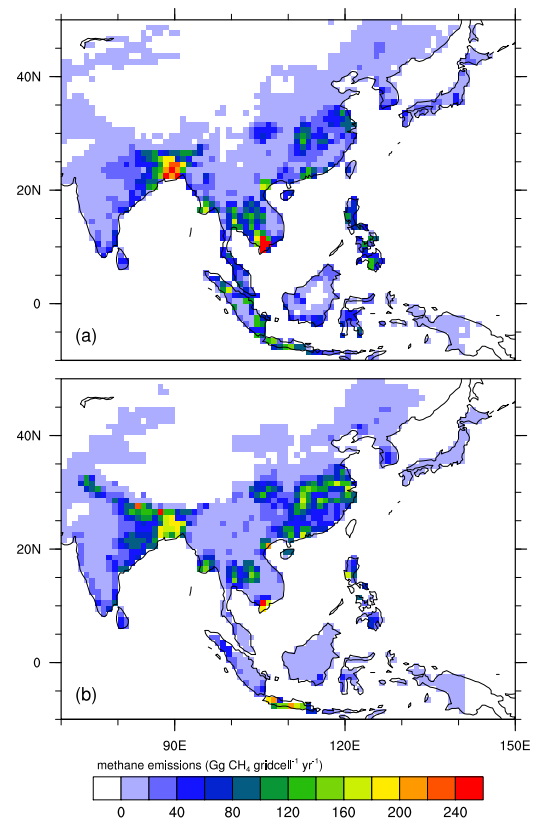 40N
20N
0
(a)
40N
20N
0
(b)
90E 120E 150E
methane emissions (Gg CH₄ gridcell⁻¹ yr⁻¹)
0 40 80 120 160 200 240